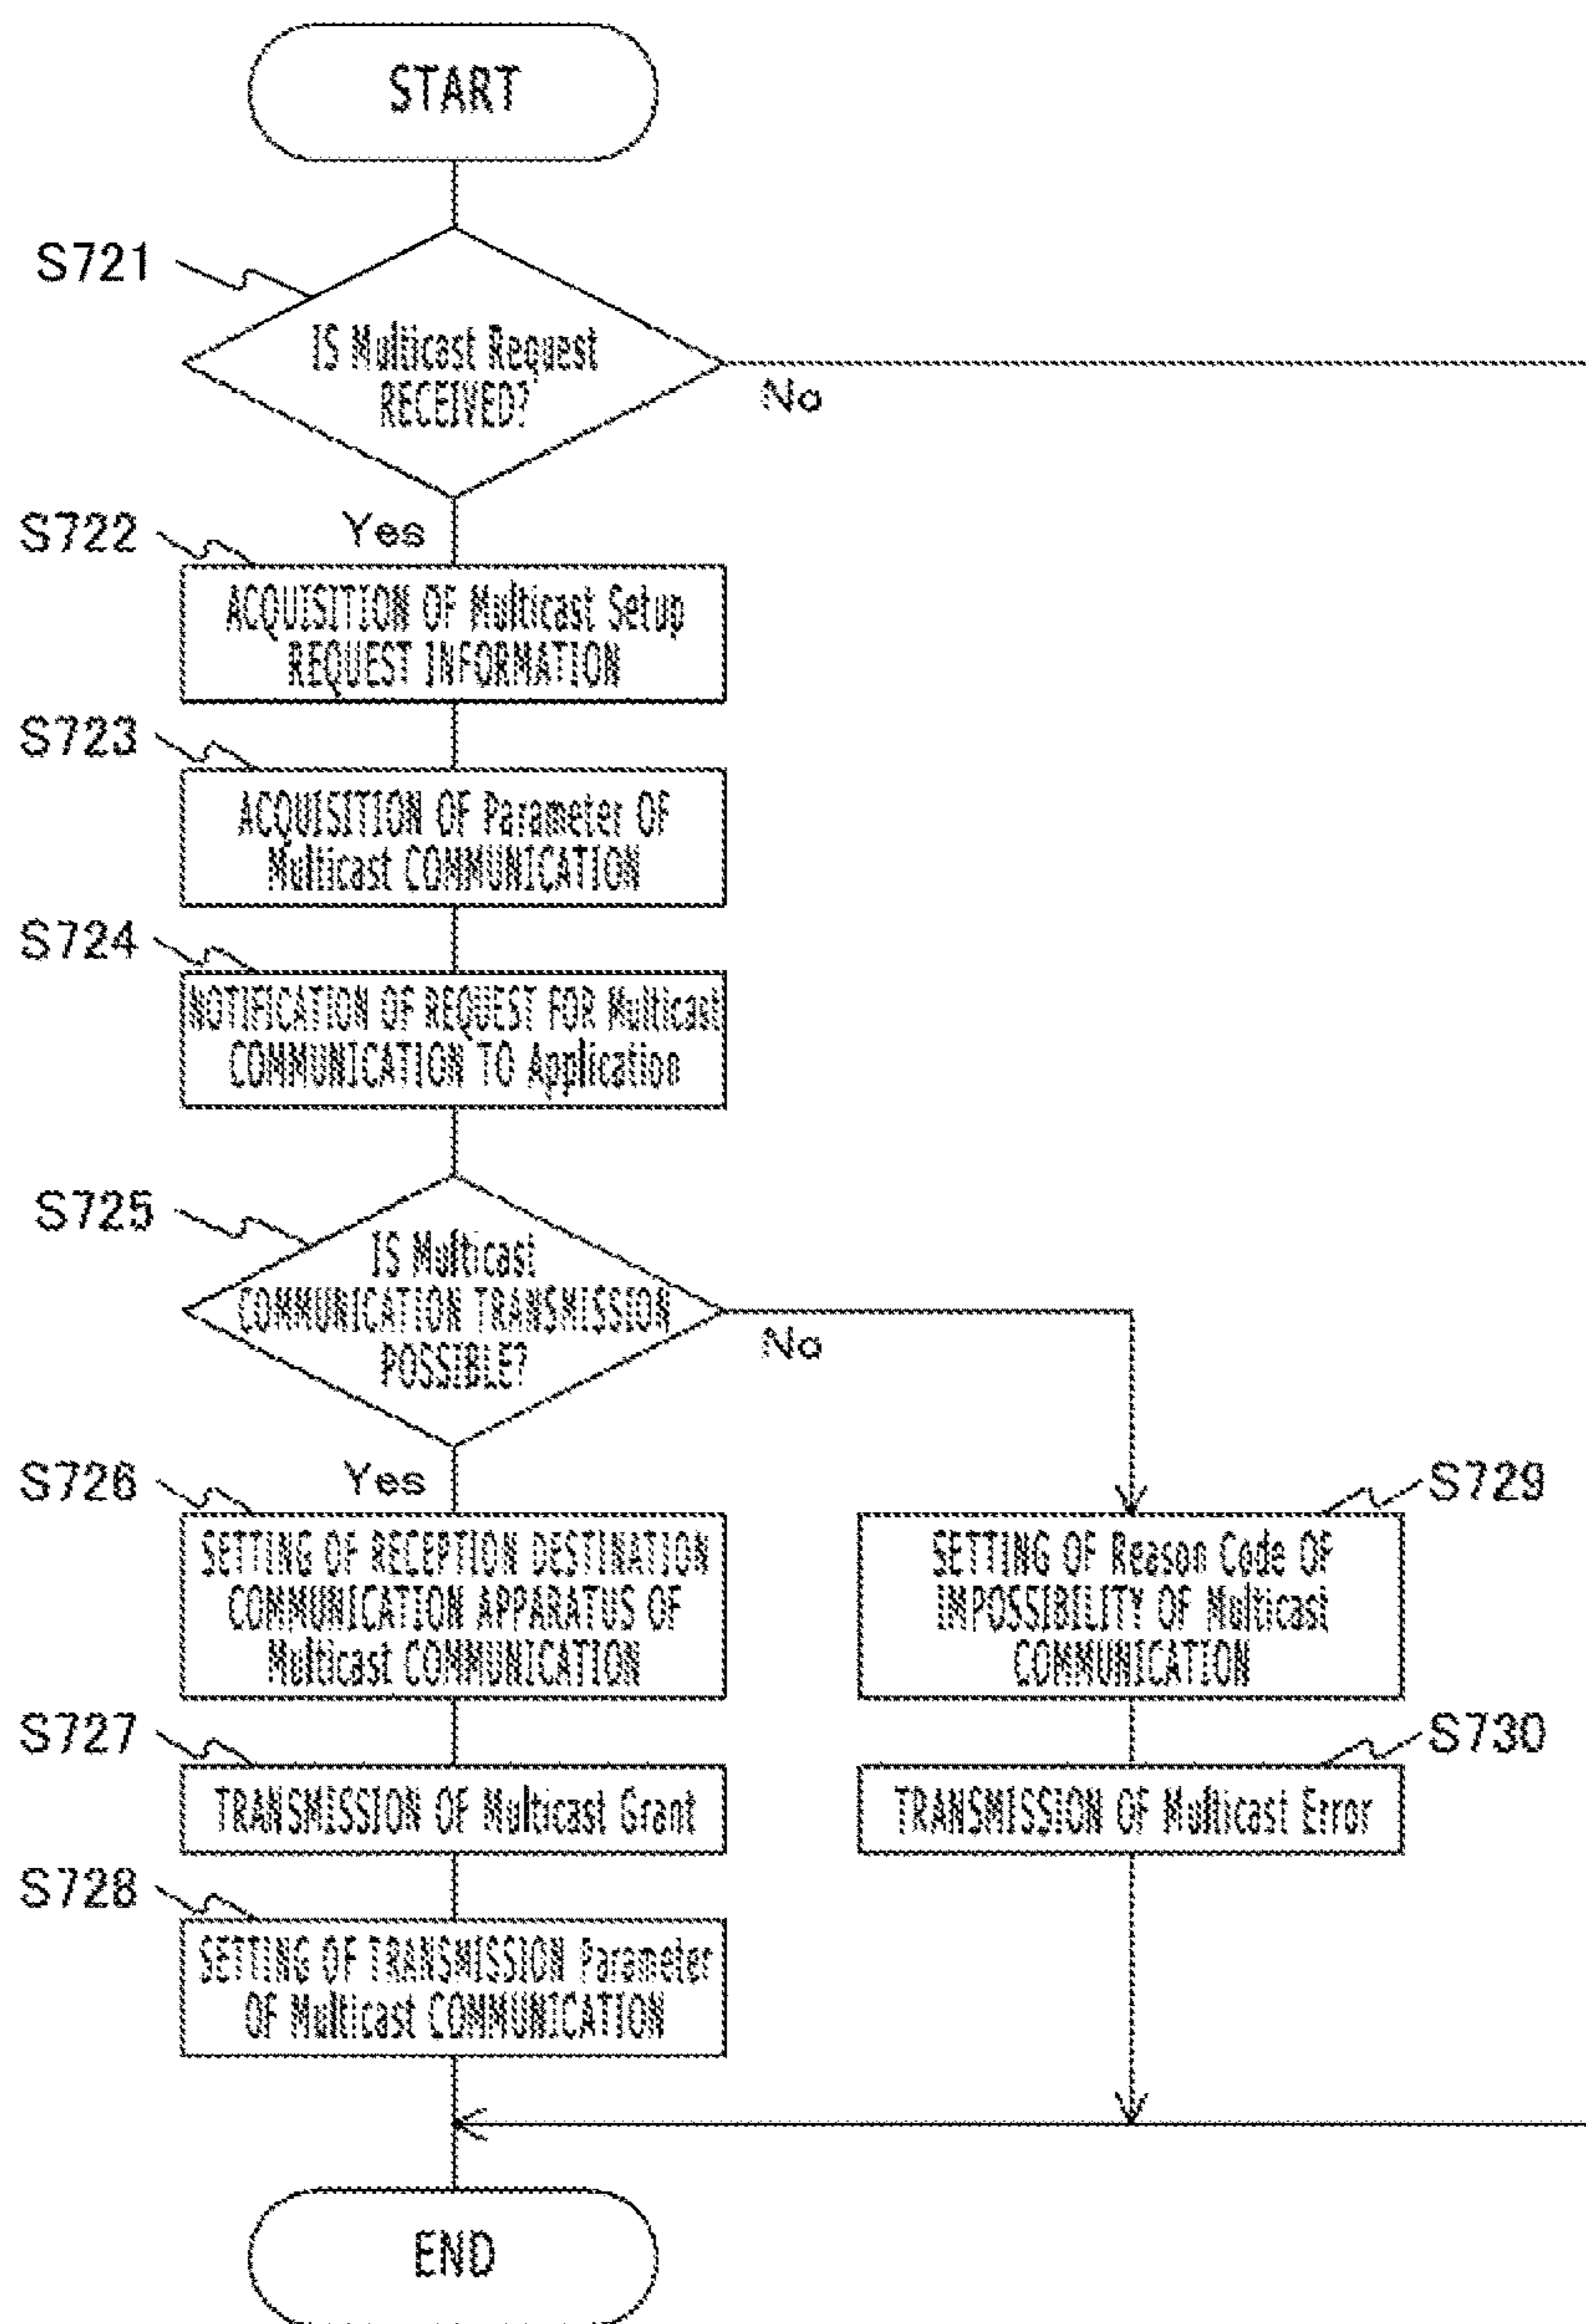 START
S721
IS Multicast Request
RECEIVED?
No
Yes
S722
ACQUISITION OF Multicast Setup
REQUEST INFORMATION
S723
ACQUISITION OF Parameter OF
Multicast COMMUNICATION
S724
NOTIFICATION OF REQUEST FOR Multicast
COMMUNICATION TO Application
S725
IS Multicast
COMMUNICATION TRANSMISSION
POSSIBLE?
No
Yes
S726
SETTING OF RECEPTION DESTINATION
COMMUNICATION APPARATUS OF
Multicast COMMUNICATION
S729
SETTING OF Reason Code OF
IMPOSSIBILITY OF Multicast
COMMUNICATION
S727
TRANSMISSION OF Multicast Grant
S730
TRANSMISSION OF Multicast Error
S728
SETTING OF TRANSMISSION Parameter
OF Multicast COMMUNICATION
END